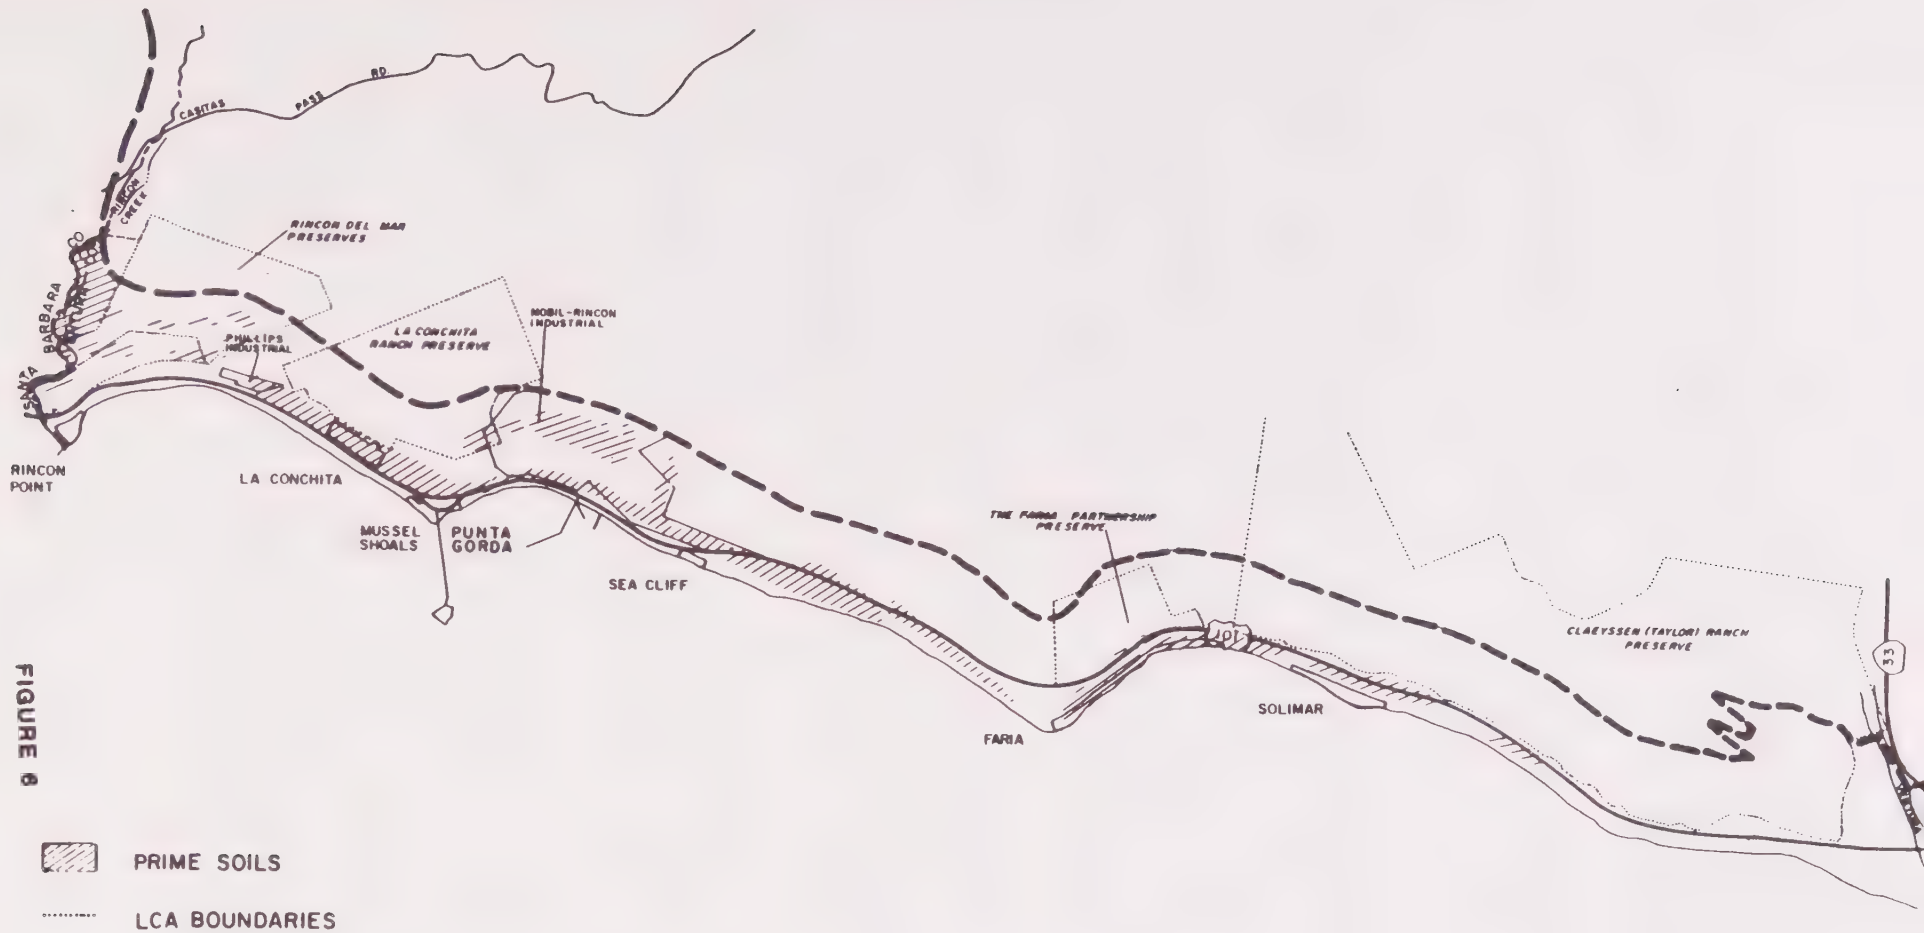 CASITAS PASS RD.
RINCON
CREEK
RINCON DEL MAR
PRESERVES
SANTA BARBARA CO
VENTURA CO
PHILLIPS
INDUSTRIAL
LA CONCHITA
RANCH PRESERVE
MOBIL-RINCON
INDUSTRIAL
RINCON
POINT
LA CONCHITA
MUSSEL
SHOALS
PUNTA
GORDA
SEA CLIFF
THE FARIA PARTNERSHIP
PRESERVE
101
FARIA
SOLIMAR
CLAEYSSEN (TAYLOR) RANCH
PRESERVE
33
FIGURE
PRIME SOILS
LCA BOUNDARIES